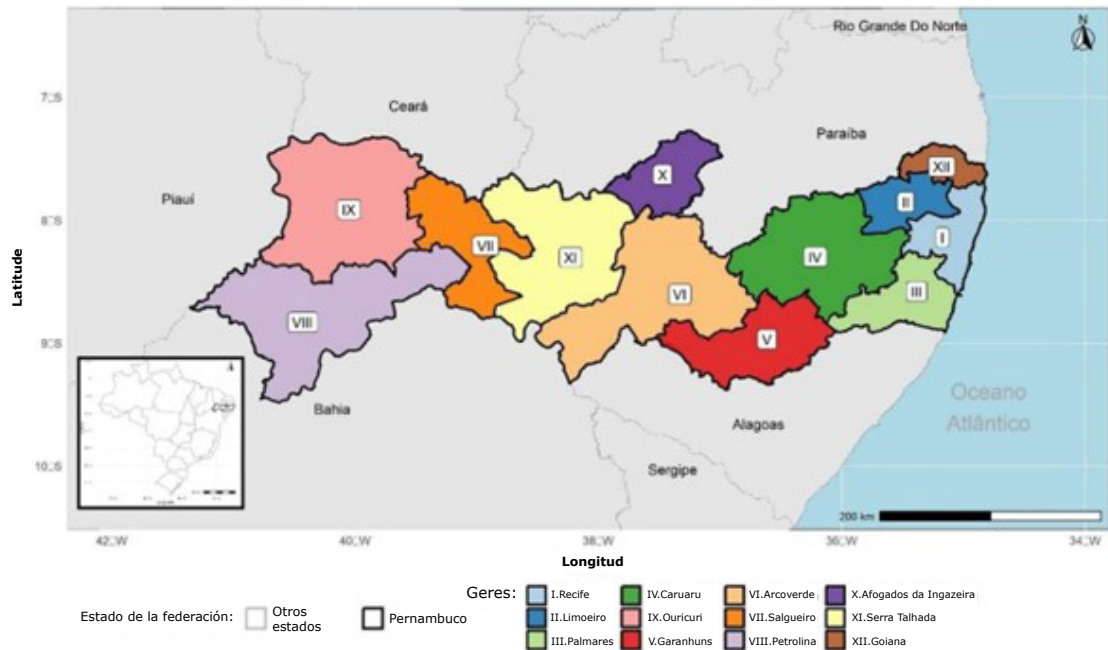 Rio Grande Do Norte
N
7°S
Ceará
Paraíba
XII
Piauí
X
II
8°S
IX
I
VII
XI
IV
III
VI
VIII
V
9°S
Bahia
Oceano
Atlântico
Alagoas
10°S
Sergipe
200 km
42°W
40°W
38°W
36°W
34°W
Latitude
Longitud
Estado de la federación:
Otros
estados
Pernambuco
Geres:
I.Recife
IV.Caruaru
VI.Arcoverde
X.Afogados da Ingazeira
II.Limoeiro
IX.Ouricuri
VII.Salgueiro
XI.Serra Talhada
III.Palmares
V.Garanhuns
VIII.Petrolina
XII.Goiana